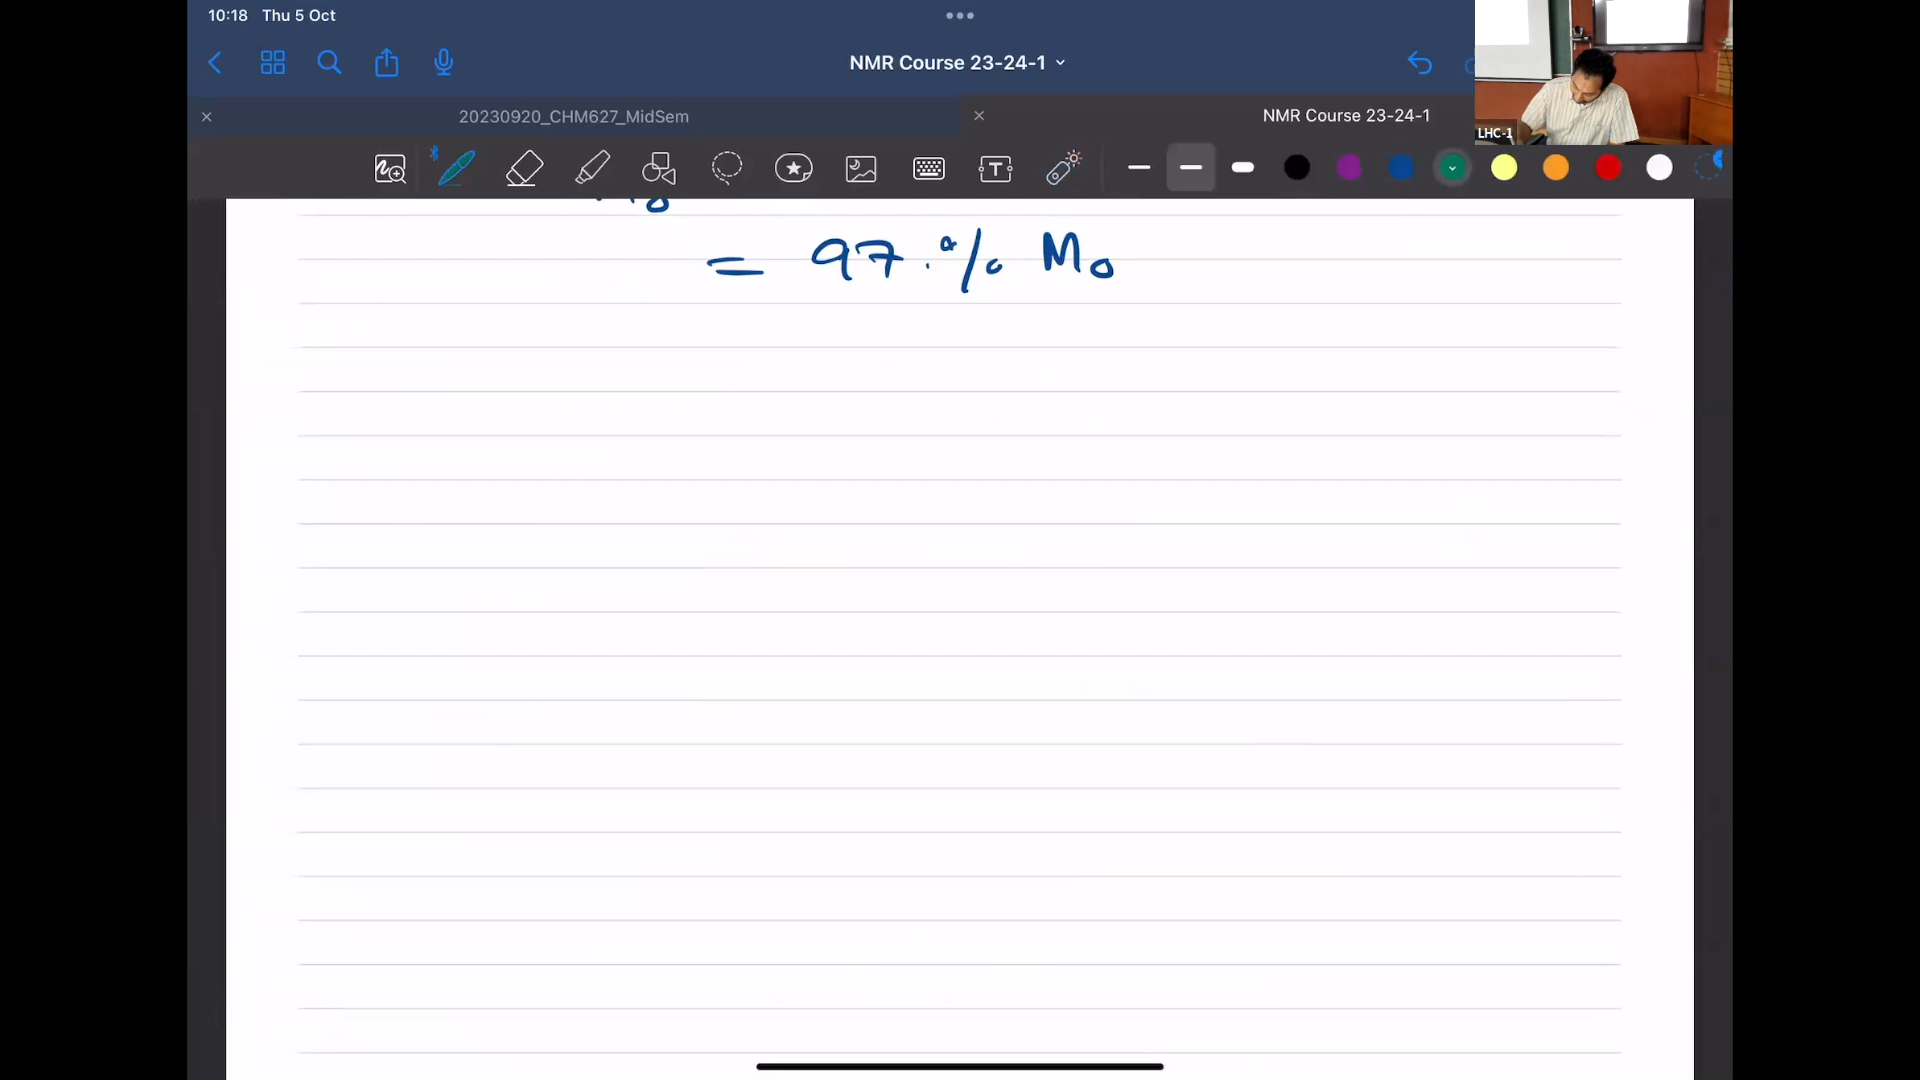 10:18 Thu 5 Oct
NMR Course 23-24-1
20230920_CHM627_MidSem
NMR Course 23-24-1
LHC-1
T
= 97.% M₀